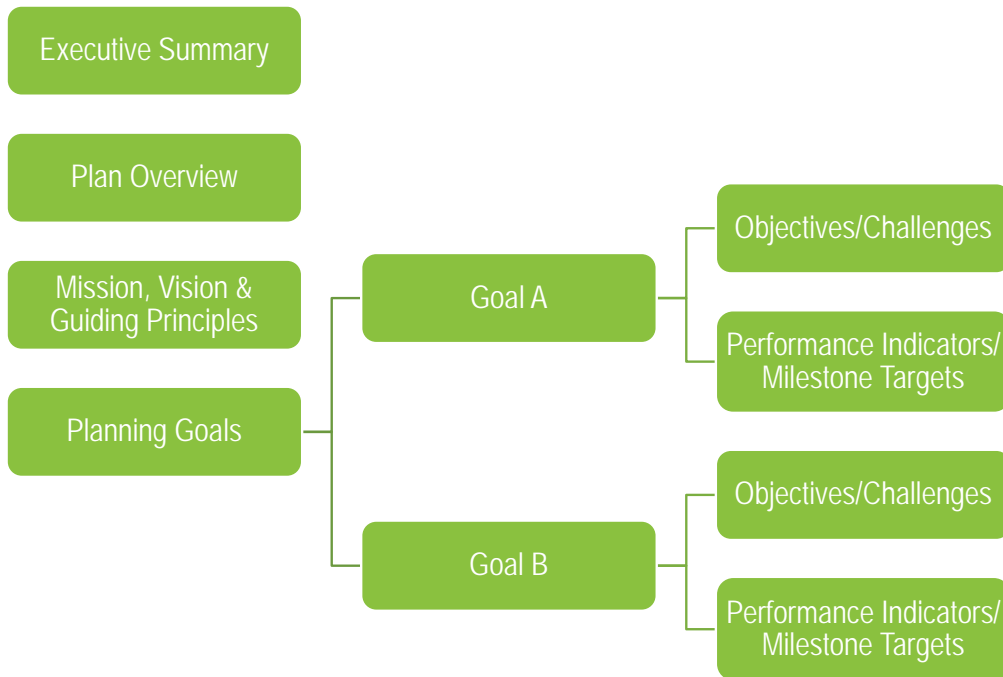 Executive Summary
Plan Overview
Mission, Vision &
Guiding Principles
Planning Goals
Goal A
Objectives/Challenges
Performance Indicators/
Milestone Targets
Goal B
Objectives/Challenges
Performance Indicators/
Milestone Targets